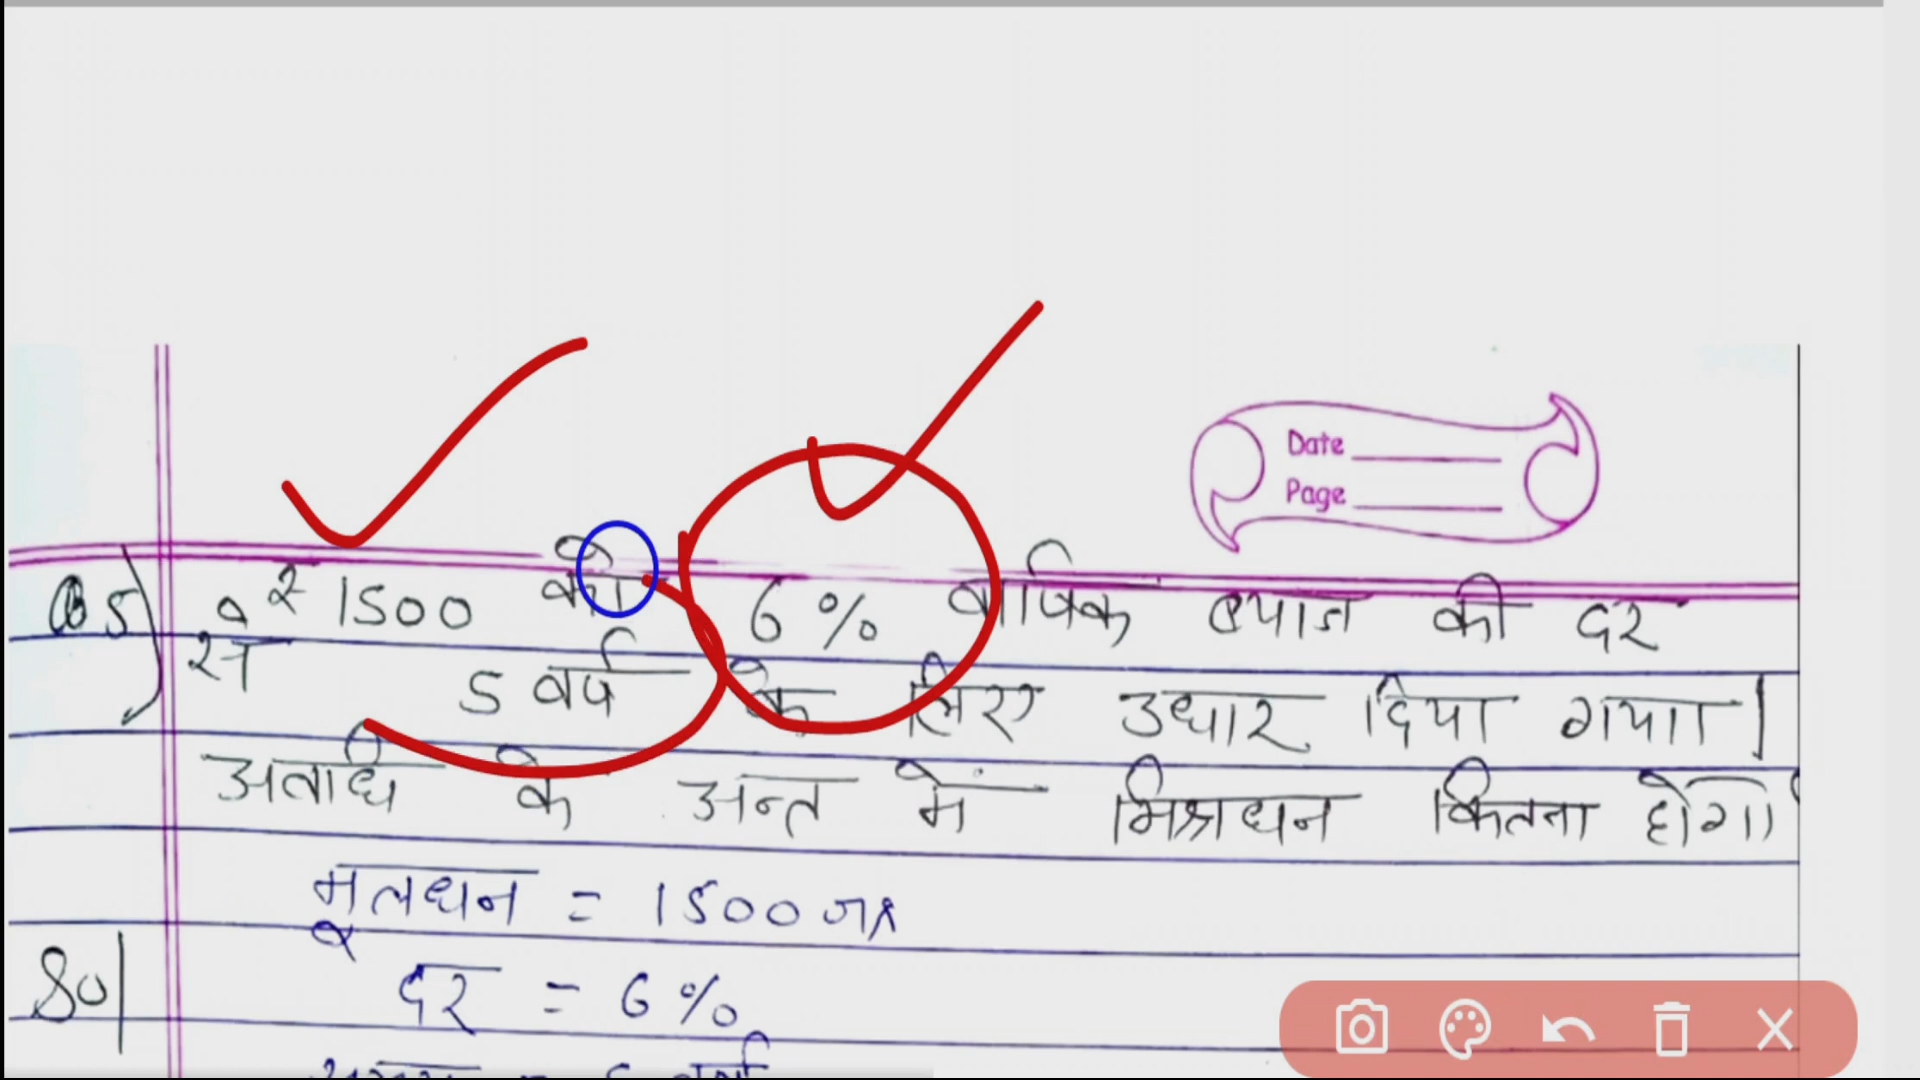 Date
Page
Q5) रु 1500 को 6% वार्षिक ब्याज की दर
से 5 वर्ष के लिए उधार दिया गया|
अवधि के अन्त में मिश्रधन कितना होगा
मूलधन = 1500
Sol
दर = 6%